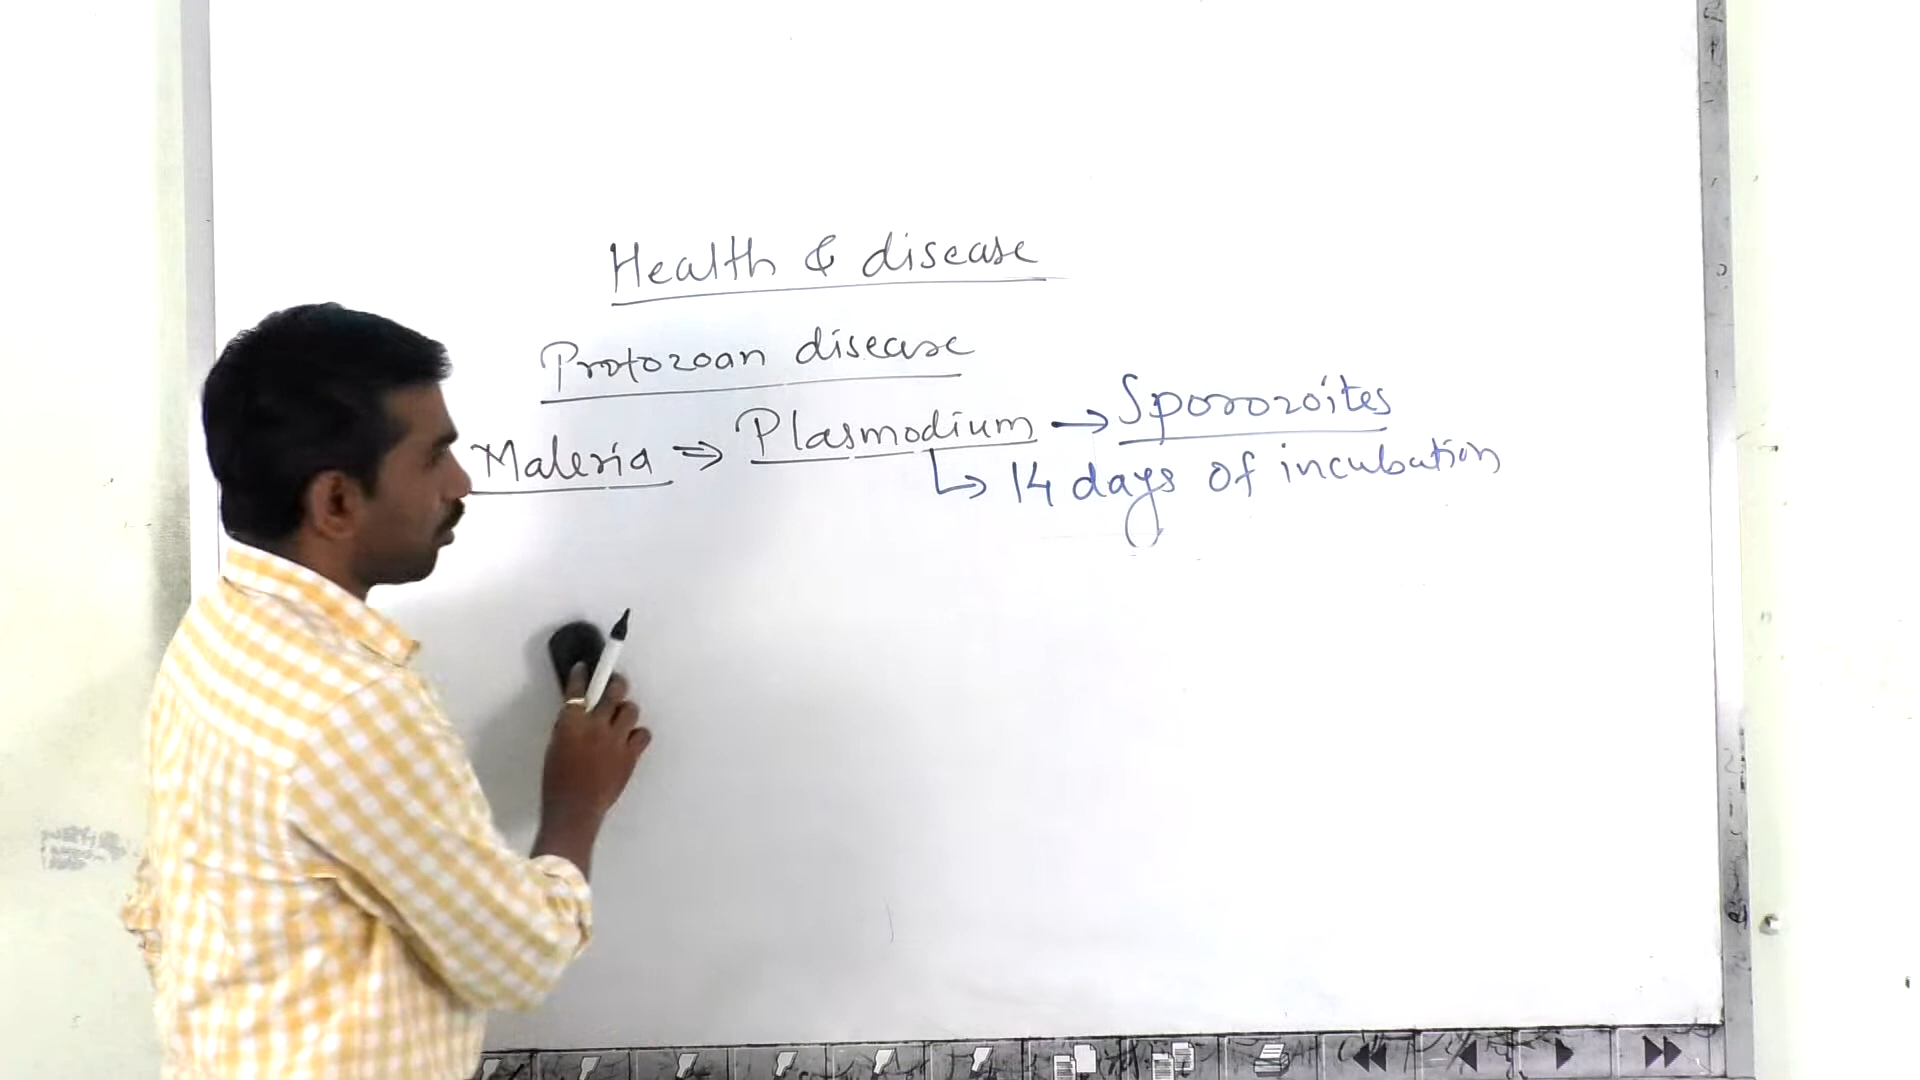 Health & disease
Protozoan disease
Maleria ⇒ Plasmodium → Sporozoites
↳ 14 days of incubation